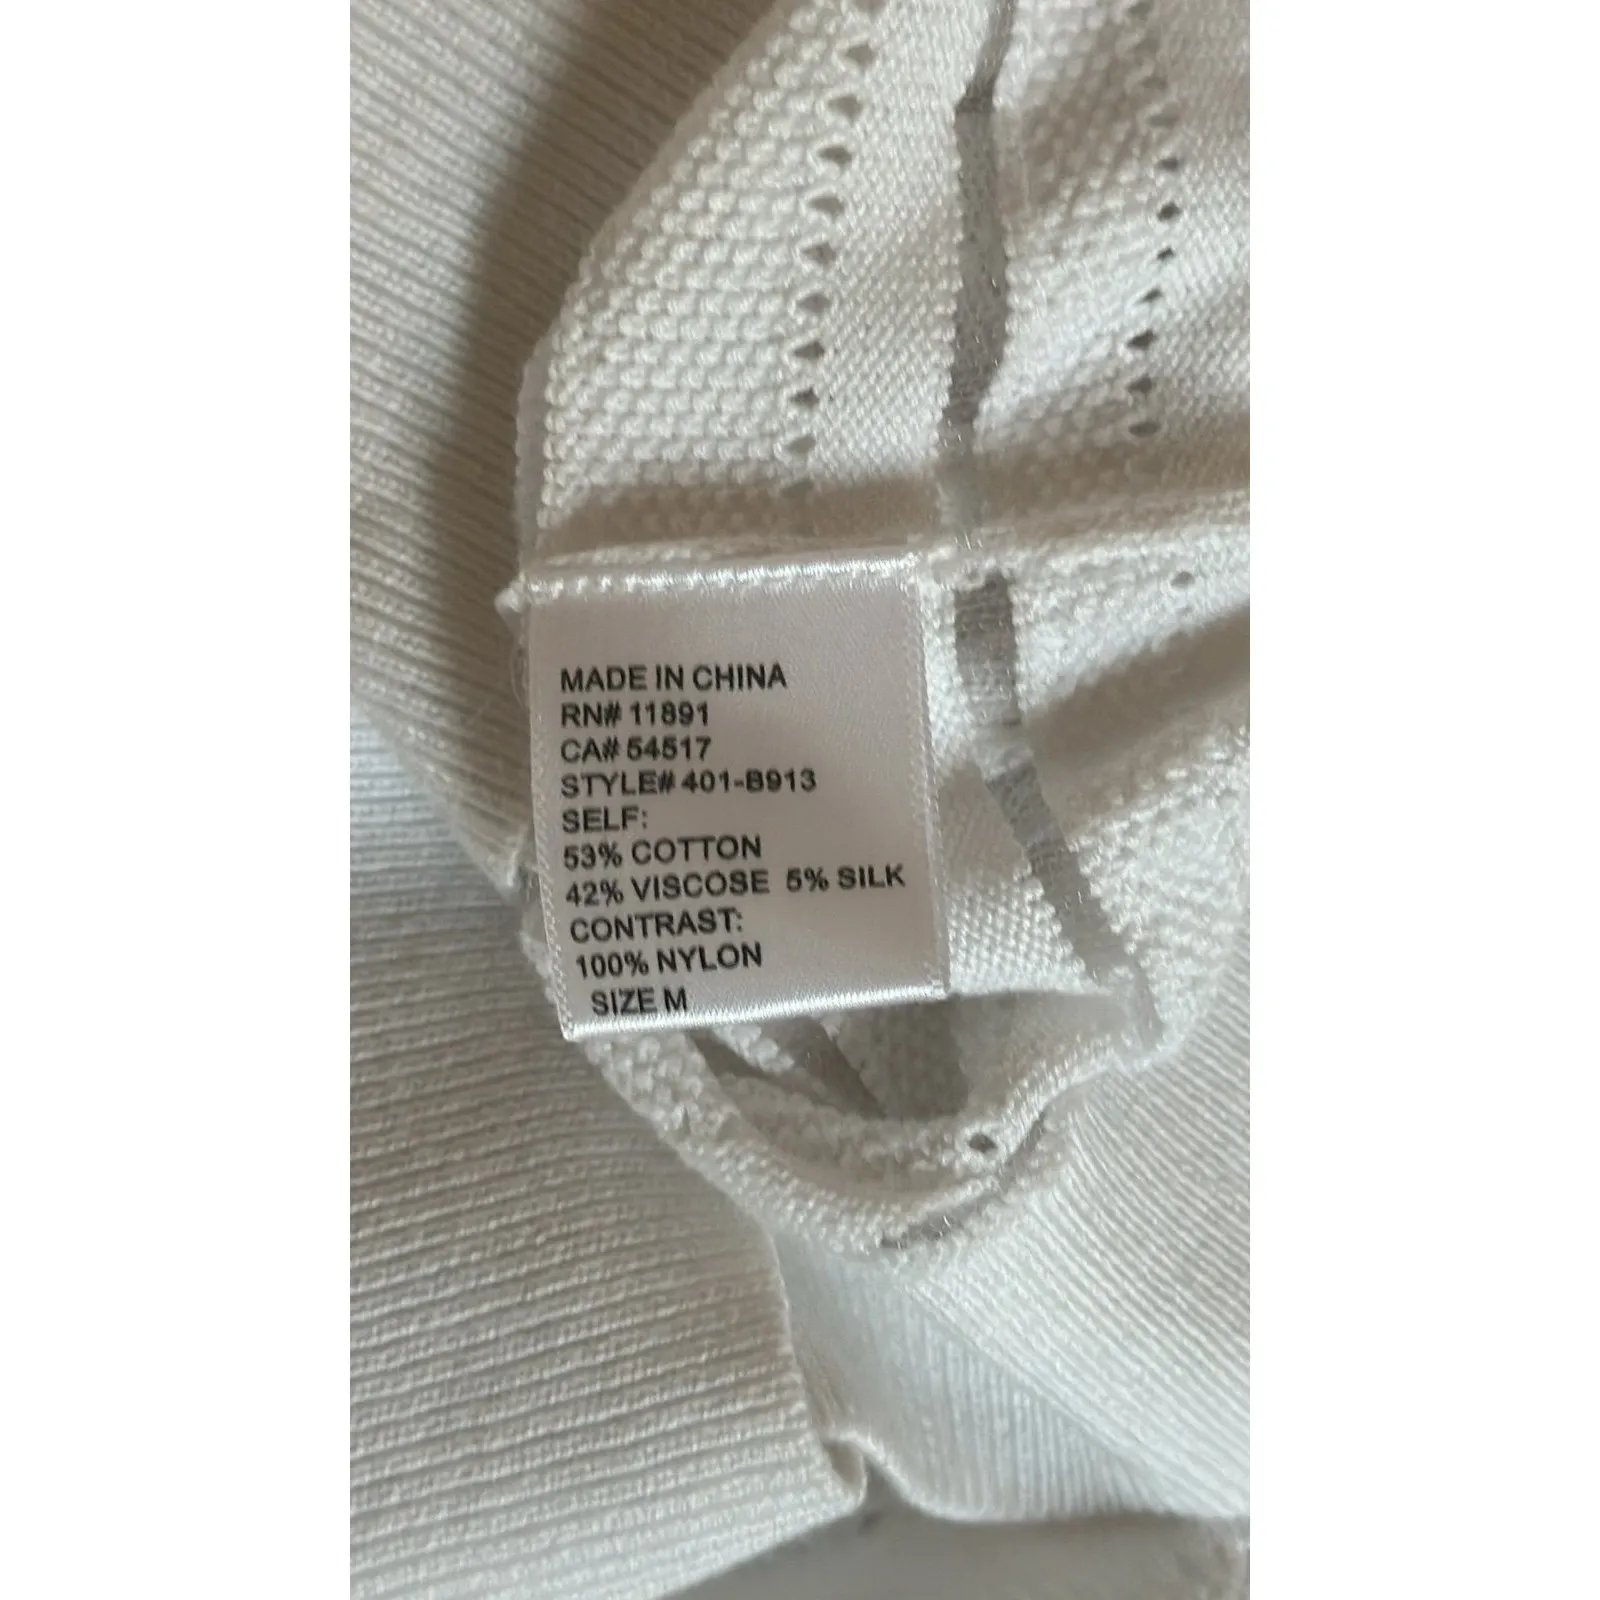 MADE IN CHINA
RN# 11891
CA# 54517
STYLE# 401-B913
SELF:
53% COTTON
42% VISCOSE 5% SILK
CONTRAST:
100% NYLON
SIZE M